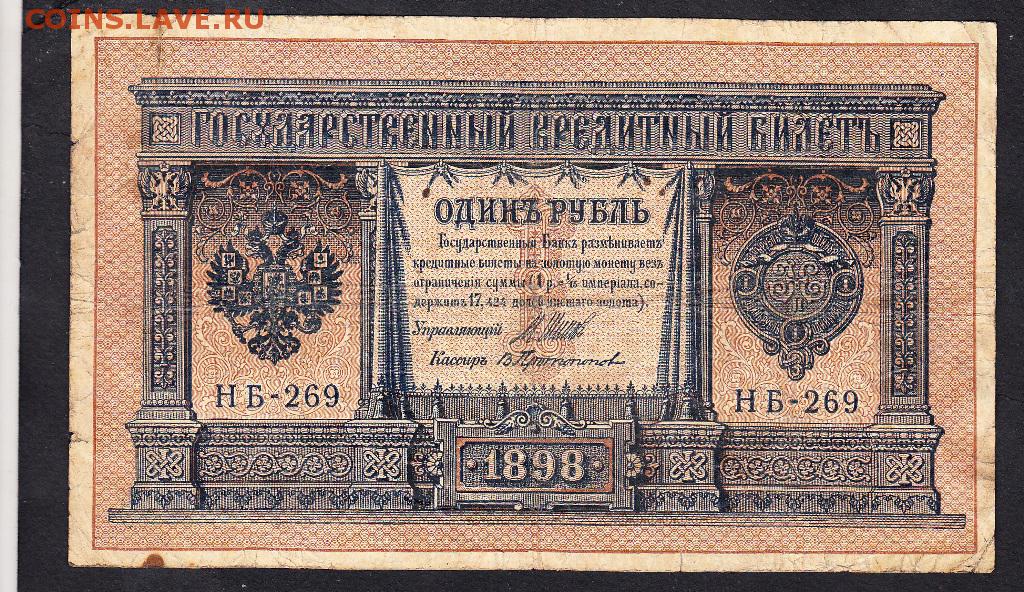 COINS.LAVE.RU
ГОСУДАРСТВЕННЫЙ КРЕДИТНЫЙ БИЛЕТЪ
ОДИНЪ РУБЛЬ
Государственный Банкъ размѣниваетъ
кредитные билеты на золотую монету безъ
ограниченія суммы (1 р. = 1/15 имперіала, со-
держитъ 17,424 долей чистаго золота).
Управляющій
Кассиръ В. Протопопов
НБ-269
НБ-269
1898